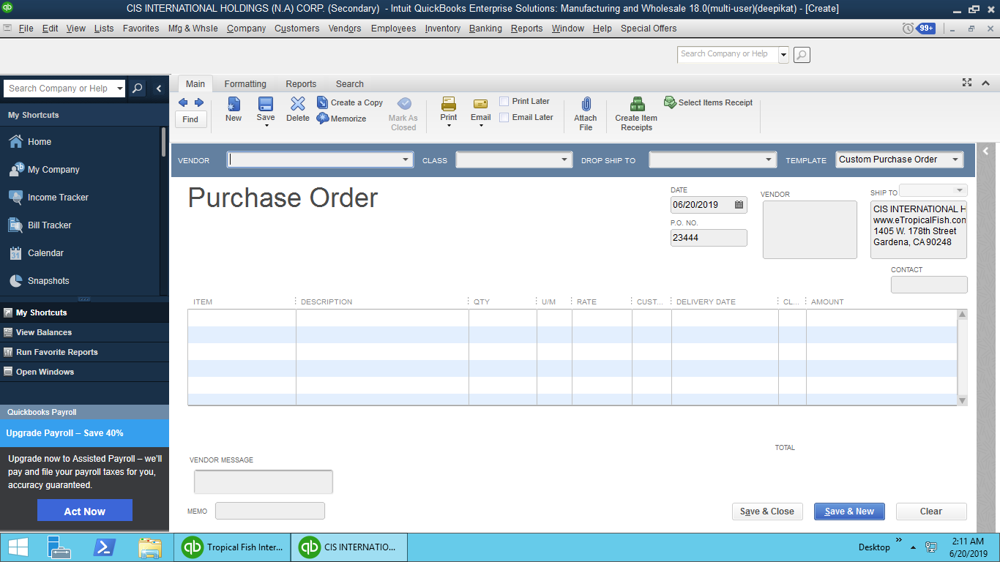 CIS INTERNATIONAL HOLDINGS (N.A) CORP. (Secondary) - Intuit QuickBooks Enterprise Solutions: Manufacturing and Wholesale 18.0(multi-user)(deepikat) - [Create]
File Edit View Lists Favorites Mfg & Whsle Company Customers Vendors Employees Inventory Banking Reports Window Help Special Offers 99+
Search Company or Help
Search Company or Help
My Shortcuts
Home
My Company
Income Tracker
Bill Tracker
31 Calendar
Snapshots
My Shortcuts
View Balances
Run Favorite Reports
Open Windows
Quickbooks Payroll
Upgrade Payroll – Save 40%
Upgrade now to Assisted Payroll – we'll
pay and file your payroll taxes for you,
accuracy guaranteed.
Act Now
Main Formatting Reports Search
Find
New
Save
Delete
Create a Copy
Memorize
Mark As
Closed
Print
Email
Print Later
Email Later
Attach
File
Create Item
Receipts
Select Items Receipt
VENDOR CLASS DROP SHIP TO TEMPLATE Custom Purchase Order
Purchase Order
DATE
06/20/2019
P.O. NO.
23444
VENDOR
SHIP TO
CIS INTERNATIONAL H
www.eTropicalFish.con
1405 W. 178th Street
Gardena, CA 90248
CONTACT
ITEM DESCRIPTION QTY U/M RATE CUST... DELIVERY DATE CL... AMOUNT
TOTAL
VENDOR MESSAGE
MEMO
Save & Close Save & New Clear
qb Tropical Fish Inter... qb CIS INTERNATIO...
Desktop
2:11 AM
6/20/2019